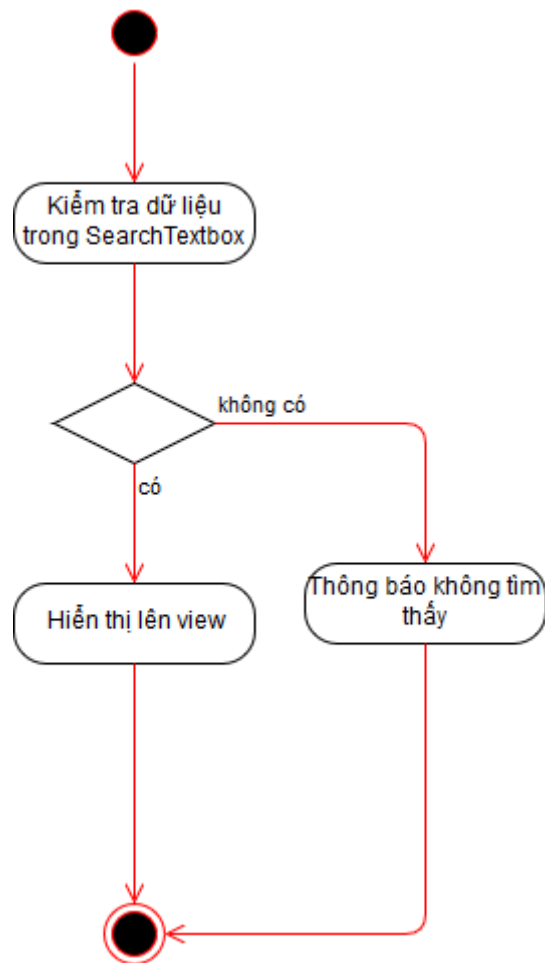 Kiểm tra dữ liệu
trong SearchTextbox
không có
có
Thông báo không tìm
thấy
Hiển thị lên view